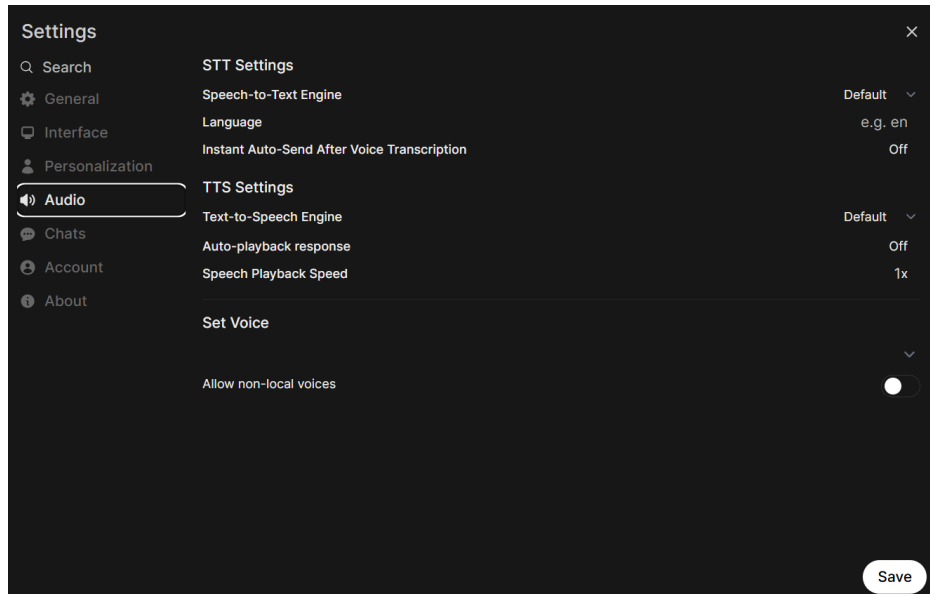 Settings
Search
General
Interface
Personalization
Audio
Chats
Account
About
STT Settings
Speech-to-Text Engine Default
Language e.g. en
Instant Auto-Send After Voice Transcription Off
TTS Settings
Text-to-Speech Engine Default
Auto-playback response Off
Speech Playback Speed 1x
Set Voice
Allow non-local voices
Save